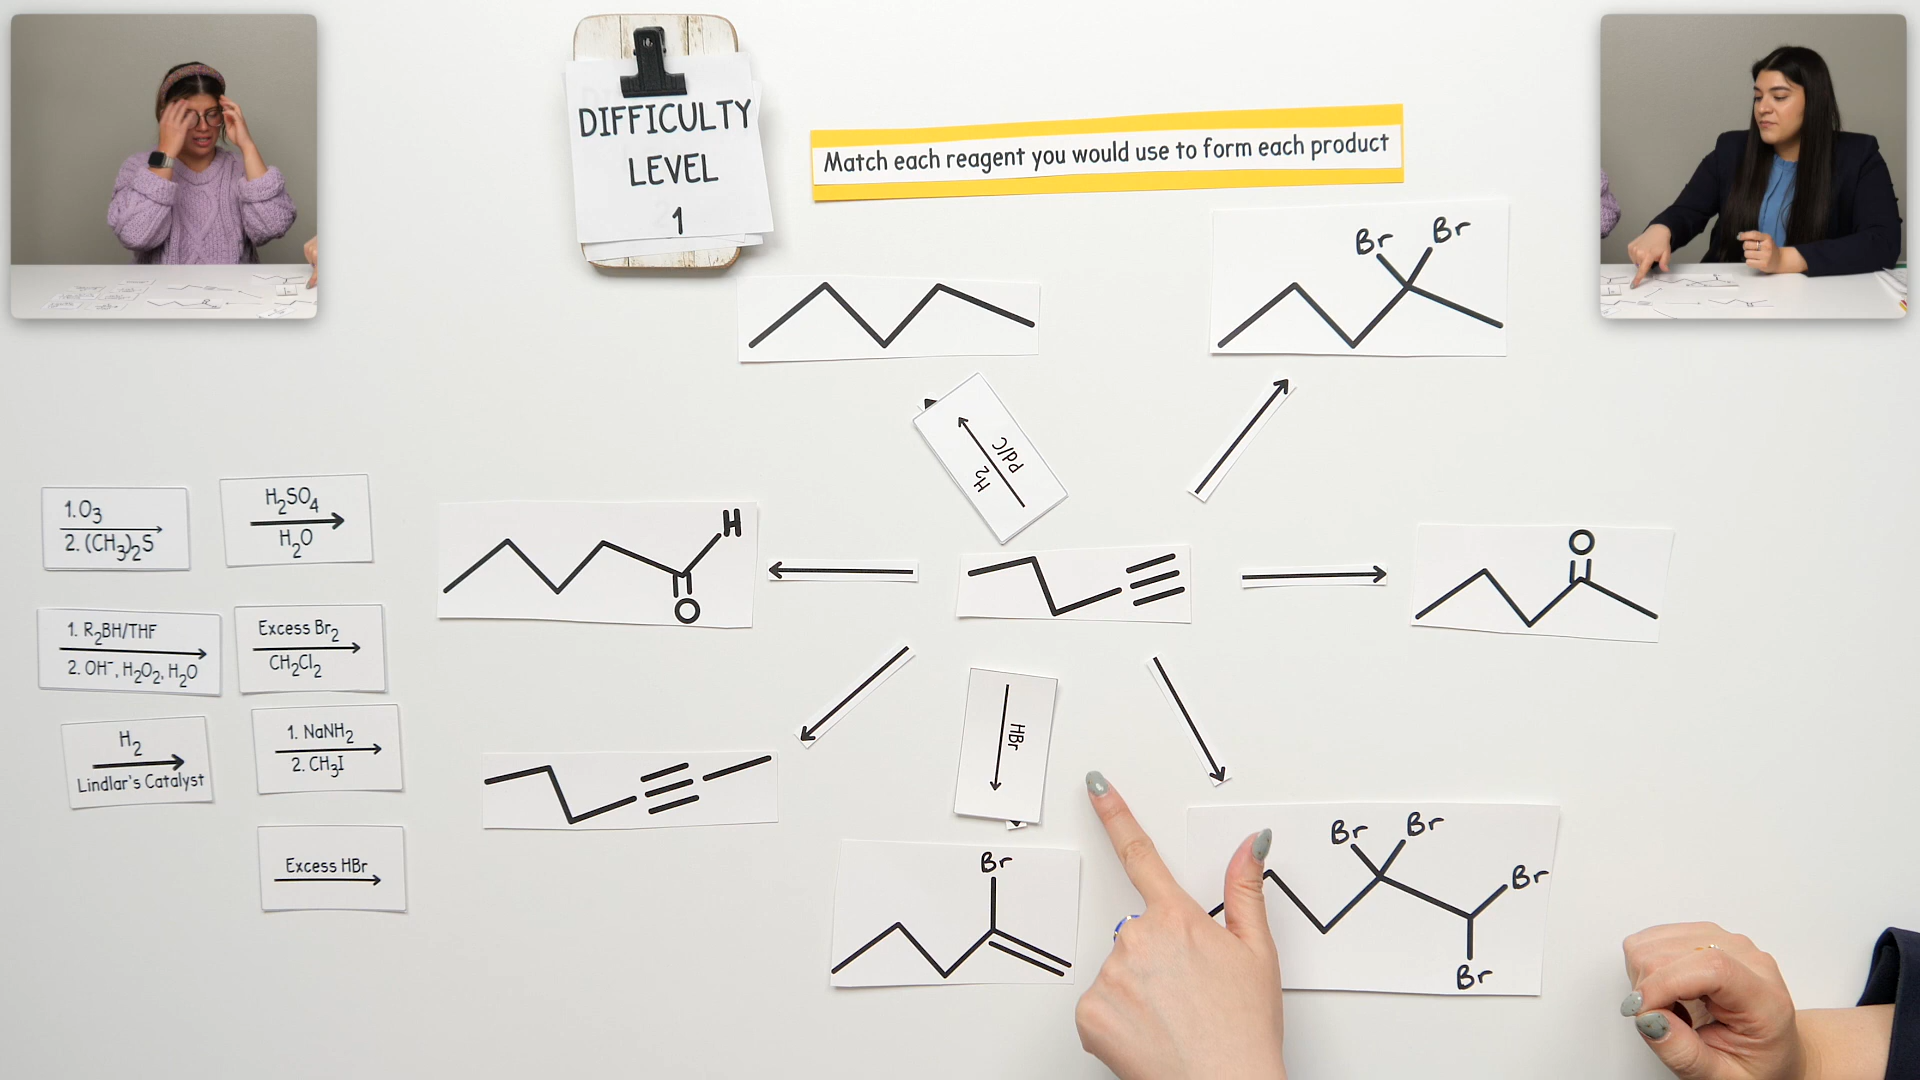 DIFFICULTY
LEVEL
1
Match each reagent you would use to form each product
Br Br
H₂
Pd/C
1. O₃
2. (CH₃)₂S
H₂SO₄
H₂O
H
O
O
1. R₂BH/THF
2. OH⁻, H₂O₂, H₂O
Excess Br₂
CH₂Cl₂
H₂
Lindlar's Catalyst
1. NaNH₂
2. CH₃I
HBr
Excess HBr
Br
Br Br
Br
Br